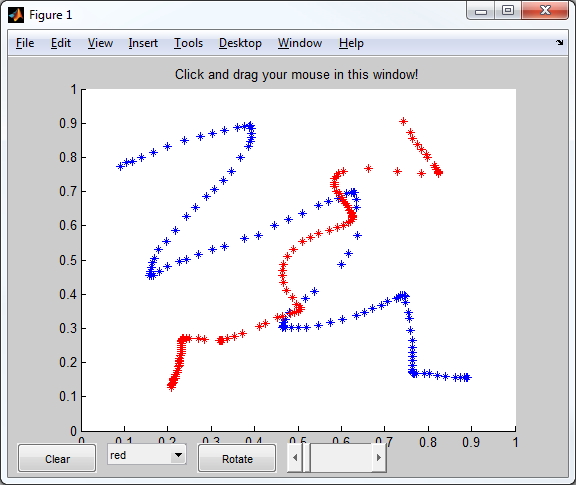 Figure 1
File Edit View Insert Tools Desktop Window Help
Click and drag your mouse in this window!
1
0.9
0.8
0.7
0.6
0.5
0.4
0.3
0.2
0.1
0
0 0.1 0.2 0.3 0.4 0.5 0.6 0.7 0.8 0.9 1
Clear red Rotate